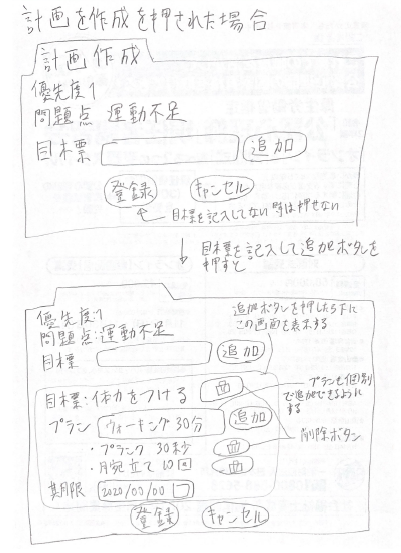 計画を作成を押された場合
計画作成
優先度1
問題点 運動不足
目標 追加
登録 キャンセル
目標を記入してない時は押せない
目標を記入して追加ボタンを
押すと
追加ボタンを押したら下に
この画面を表示する
優先度1
問題点:運動不足
目標 追加
目標:体力をつける
プランも個別
で追加できるように
する
プラン ウォーキング30分 追加
・プランク 30秒
削除ボタン
・腕立て 10回
期限 2020/00/00
登録 キャンセル